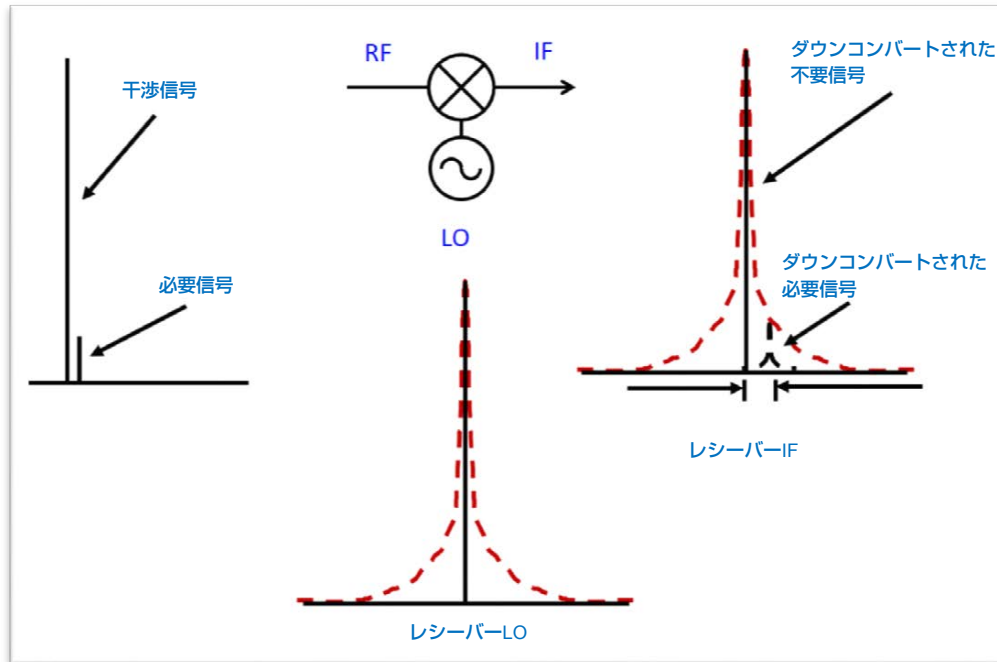 干渉信号
必要信号
RF
IF
LO
レシーバーLO
ダウンコンバートされた
不要信号
ダウンコンバートされた
必要信号
レシーバーIF